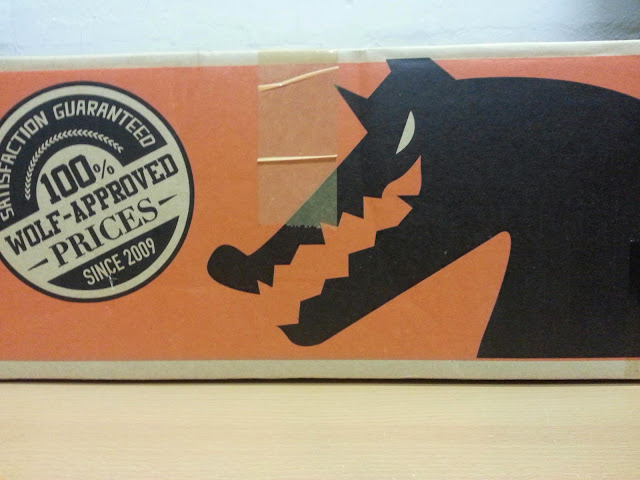 SATISFACTION GUARANTEED
100%
WOLF-APPROVED
PRICES
SINCE 2009